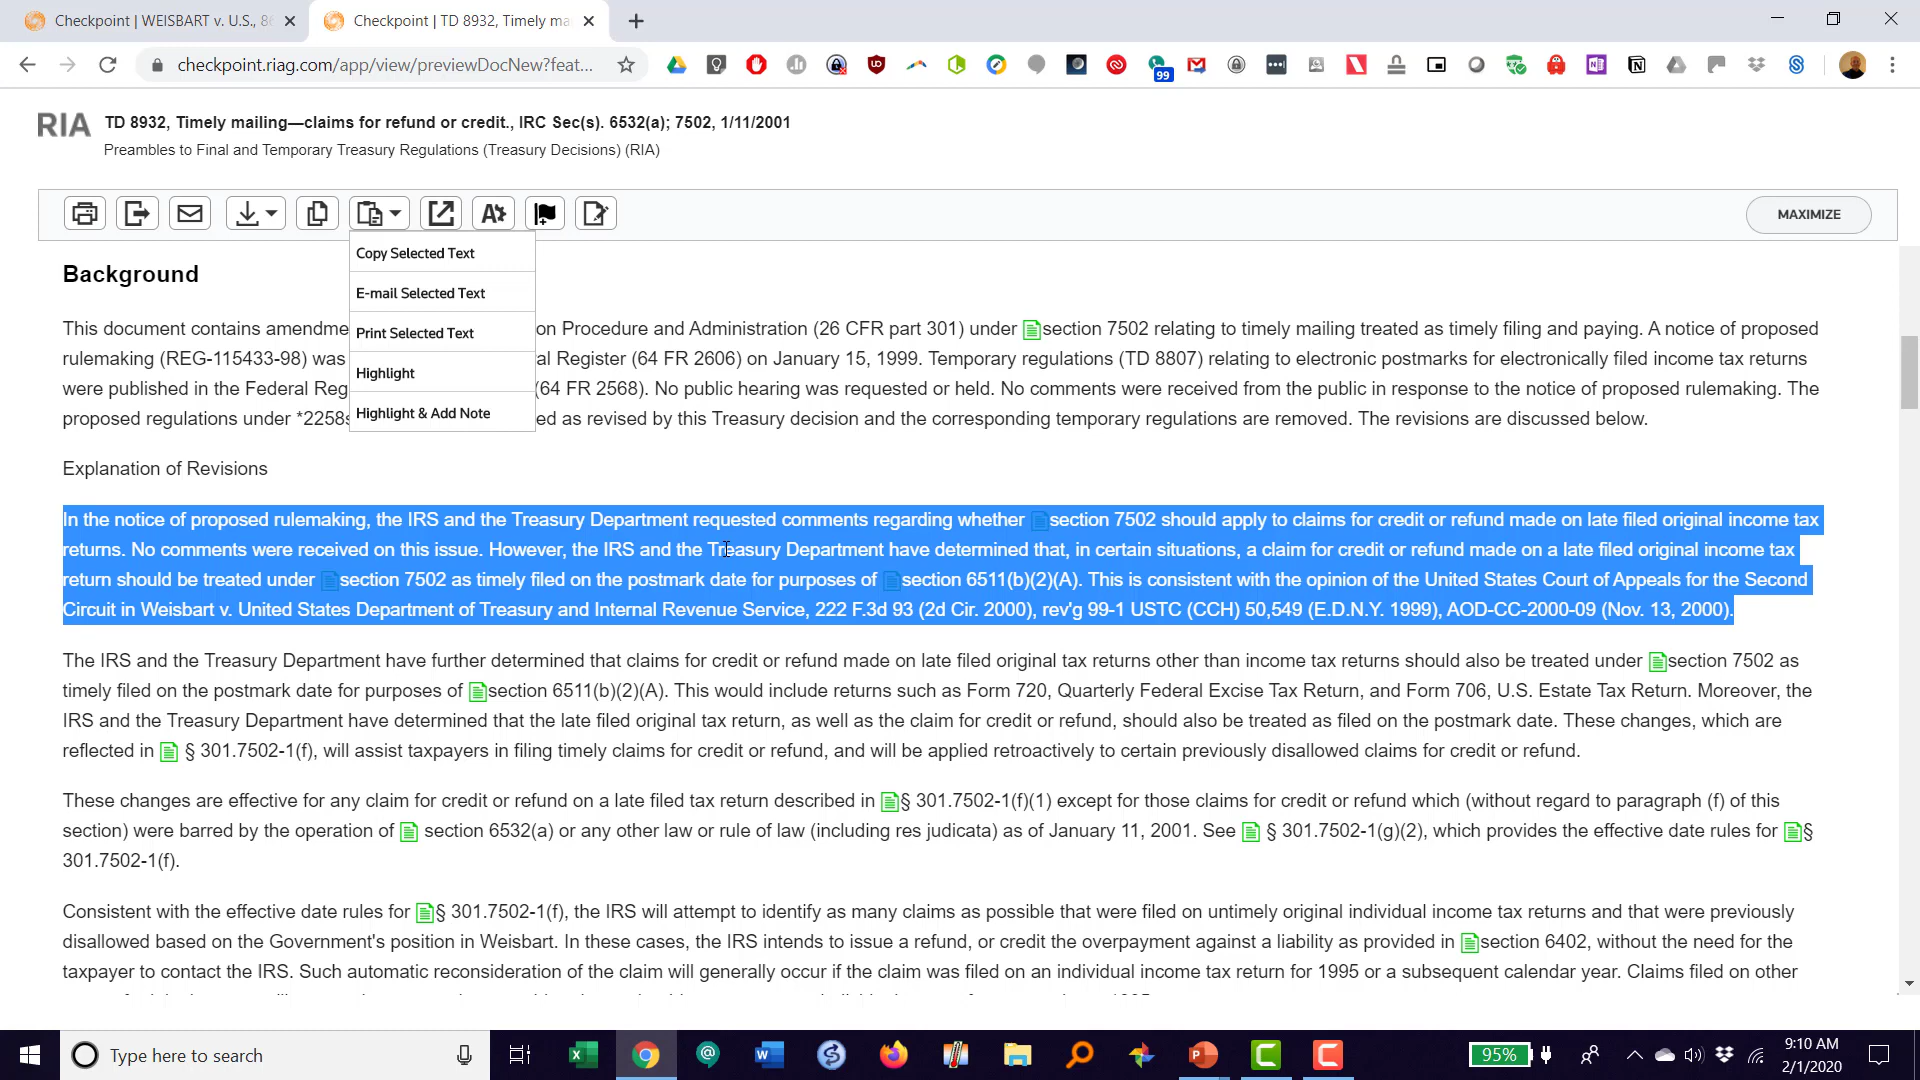 Checkpoint | WEISBART v. U.S., 86
Checkpoint | TD 8932, Timely ma
checkpoint.riag.com/app/view/previewDocNew?feat...
99
RIA
TD 8932, Timely mailing—claims for refund or credit., IRC Sec(s). 6532(a); 7502, 1/11/2001
Preambles to Final and Temporary Treasury Regulations (Treasury Decisions) (RIA)
MAXIMIZE
Copy Selected Text
E-mail Selected Text
Print Selected Text
Highlight
Highlight & Add Note
Background
This document contains amendme on Procedure and Administration (26 CFR part 301) under section 7502 relating to timely mailing treated as timely filing and paying. A notice of proposed
rulemaking (REG-115433-98) was al Register (64 FR 2606) on January 15, 1999. Temporary regulations (TD 8807) relating to electronic postmarks for electronically filed income tax returns
were published in the Federal Reg (64 FR 2568). No public hearing was requested or held. No comments were received from the public in response to the notice of proposed rulemaking. The
proposed regulations under *2258s ed as revised by this Treasury decision and the corresponding temporary regulations are removed. The revisions are discussed below.
Explanation of Revisions
In the notice of proposed rulemaking, the IRS and the Treasury Department requested comments regarding whether section 7502 should apply to claims for credit or refund made on late filed original income tax
returns. No comments were received on this issue. However, the IRS and the Treasury Department have determined that, in certain situations, a claim for credit or refund made on a late filed original income tax
return should be treated under section 7502 as timely filed on the postmark date for purposes of section 6511(b)(2)(A). This is consistent with the opinion of the United States Court of Appeals for the Second
Circuit in Weisbart v. United States Department of Treasury and Internal Revenue Service, 222 F.3d 93 (2d Cir. 2000), rev'g 99-1 USTC (CCH) 50,549 (E.D.N.Y. 1999), AOD-CC-2000-09 (Nov. 13, 2000).
The IRS and the Treasury Department have further determined that claims for credit or refund made on late filed original tax returns other than income tax returns should also be treated under section 7502 as
timely filed on the postmark date for purposes of section 6511(b)(2)(A). This would include returns such as Form 720, Quarterly Federal Excise Tax Return, and Form 706, U.S. Estate Tax Return. Moreover, the
IRS and the Treasury Department have determined that the late filed original tax return, as well as the claim for credit or refund, should also be treated as filed on the postmark date. These changes, which are
reflected in § 301.7502-1(f), will assist taxpayers in filing timely claims for credit or refund, and will be applied retroactively to certain previously disallowed claims for credit or refund.
These changes are effective for any claim for credit or refund on a late filed tax return described in § 301.7502-1(f)(1) except for those claims for credit or refund which (without regard to paragraph (f) of this
section) were barred by the operation of section 6532(a) or any other law or rule of law (including res judicata) as of January 11, 2001. See § 301.7502-1(g)(2), which provides the effective date rules for §
301.7502-1(f).
Consistent with the effective date rules for § 301.7502-1(f), the IRS will attempt to identify as many claims as possible that were filed on untimely original individual income tax returns and that were previously
disallowed based on the Government's position in Weisbart. In these cases, the IRS intends to issue a refund, or credit the overpayment against a liability as provided in section 6402, without the need for the
taxpayer to contact the IRS. Such automatic reconsideration of the claim will generally occur if the claim was filed on an individual income tax return for 1995 or a subsequent calendar year. Claims filed on other
Type here to search
95%
9:10 AM
2/1/2020